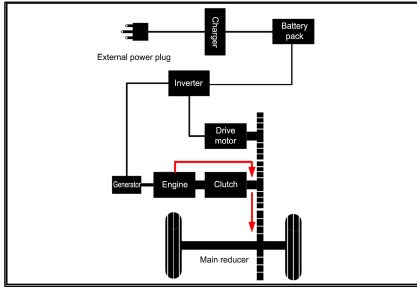 Charger
Battery
pack
External power plug
Inverter
Drive
motor
Generator
Engine
Clutch
Main reducer